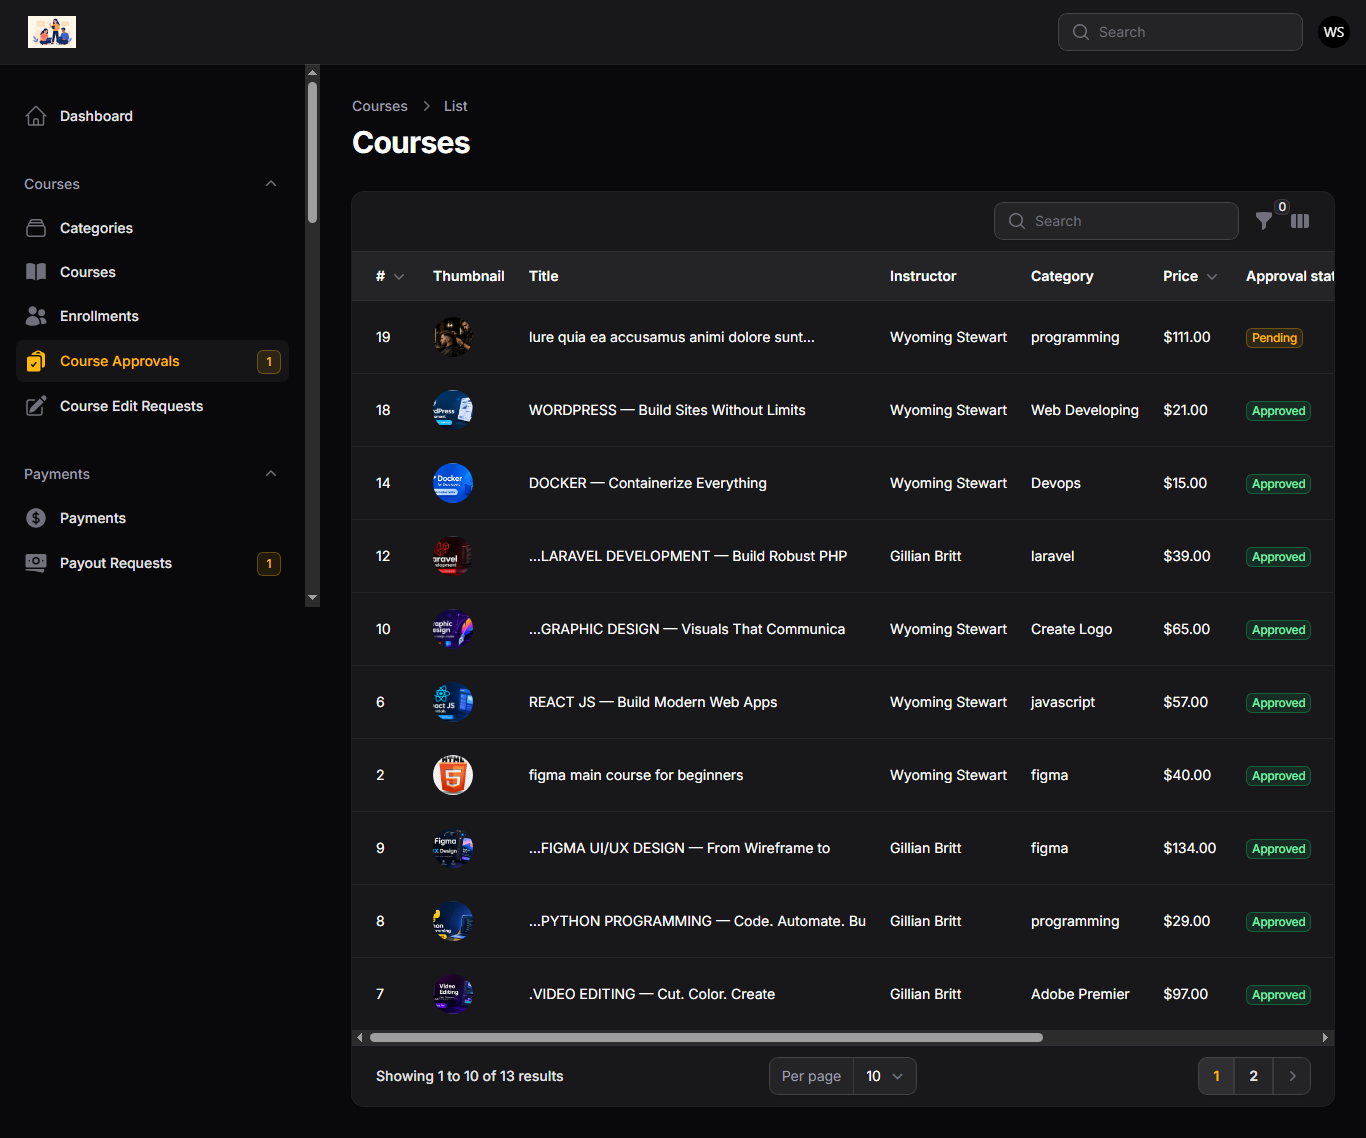 Search
WS
Dashboard
Courses
Categories
Courses
Enrollments
Course Approvals 1
Course Edit Requests
Payments
Payments
Payout Requests 1
Courses > List
Courses
Search 0
# Thumbnail Title Instructor Category Price Approval stat
19 Iure quia ea accusamus animi dolore sunt... Wyoming Stewart programming $111.00 Pending
18 WORDPRESS — Build Sites Without Limits Wyoming Stewart Web Developing $21.00 Approved
14 Docker DOCKER — Containerize Everything Wyoming Stewart Devops $15.00 Approved
12 ...LARAVEL DEVELOPMENT — Build Robust PHP Gillian Britt laravel $39.00 Approved
10 ...GRAPHIC DESIGN — Visuals That Communica Wyoming Stewart Create Logo $65.00 Approved
6 REACT JS — Build Modern Web Apps Wyoming Stewart javascript $57.00 Approved
2 HTML 5 figma main course for beginners Wyoming Stewart figma $40.00 Approved
9 Figma ...FIGMA UI/UX DESIGN — From Wireframe to Gillian Britt figma $134.00 Approved
8 ...PYTHON PROGRAMMING — Code. Automate. Bu Gillian Britt programming $29.00 Approved
7 Video Editing .VIDEO EDITING — Cut. Color. Create Gillian Britt Adobe Premier $97.00 Approved
Showing 1 to 10 of 13 results Per page 10 1 2